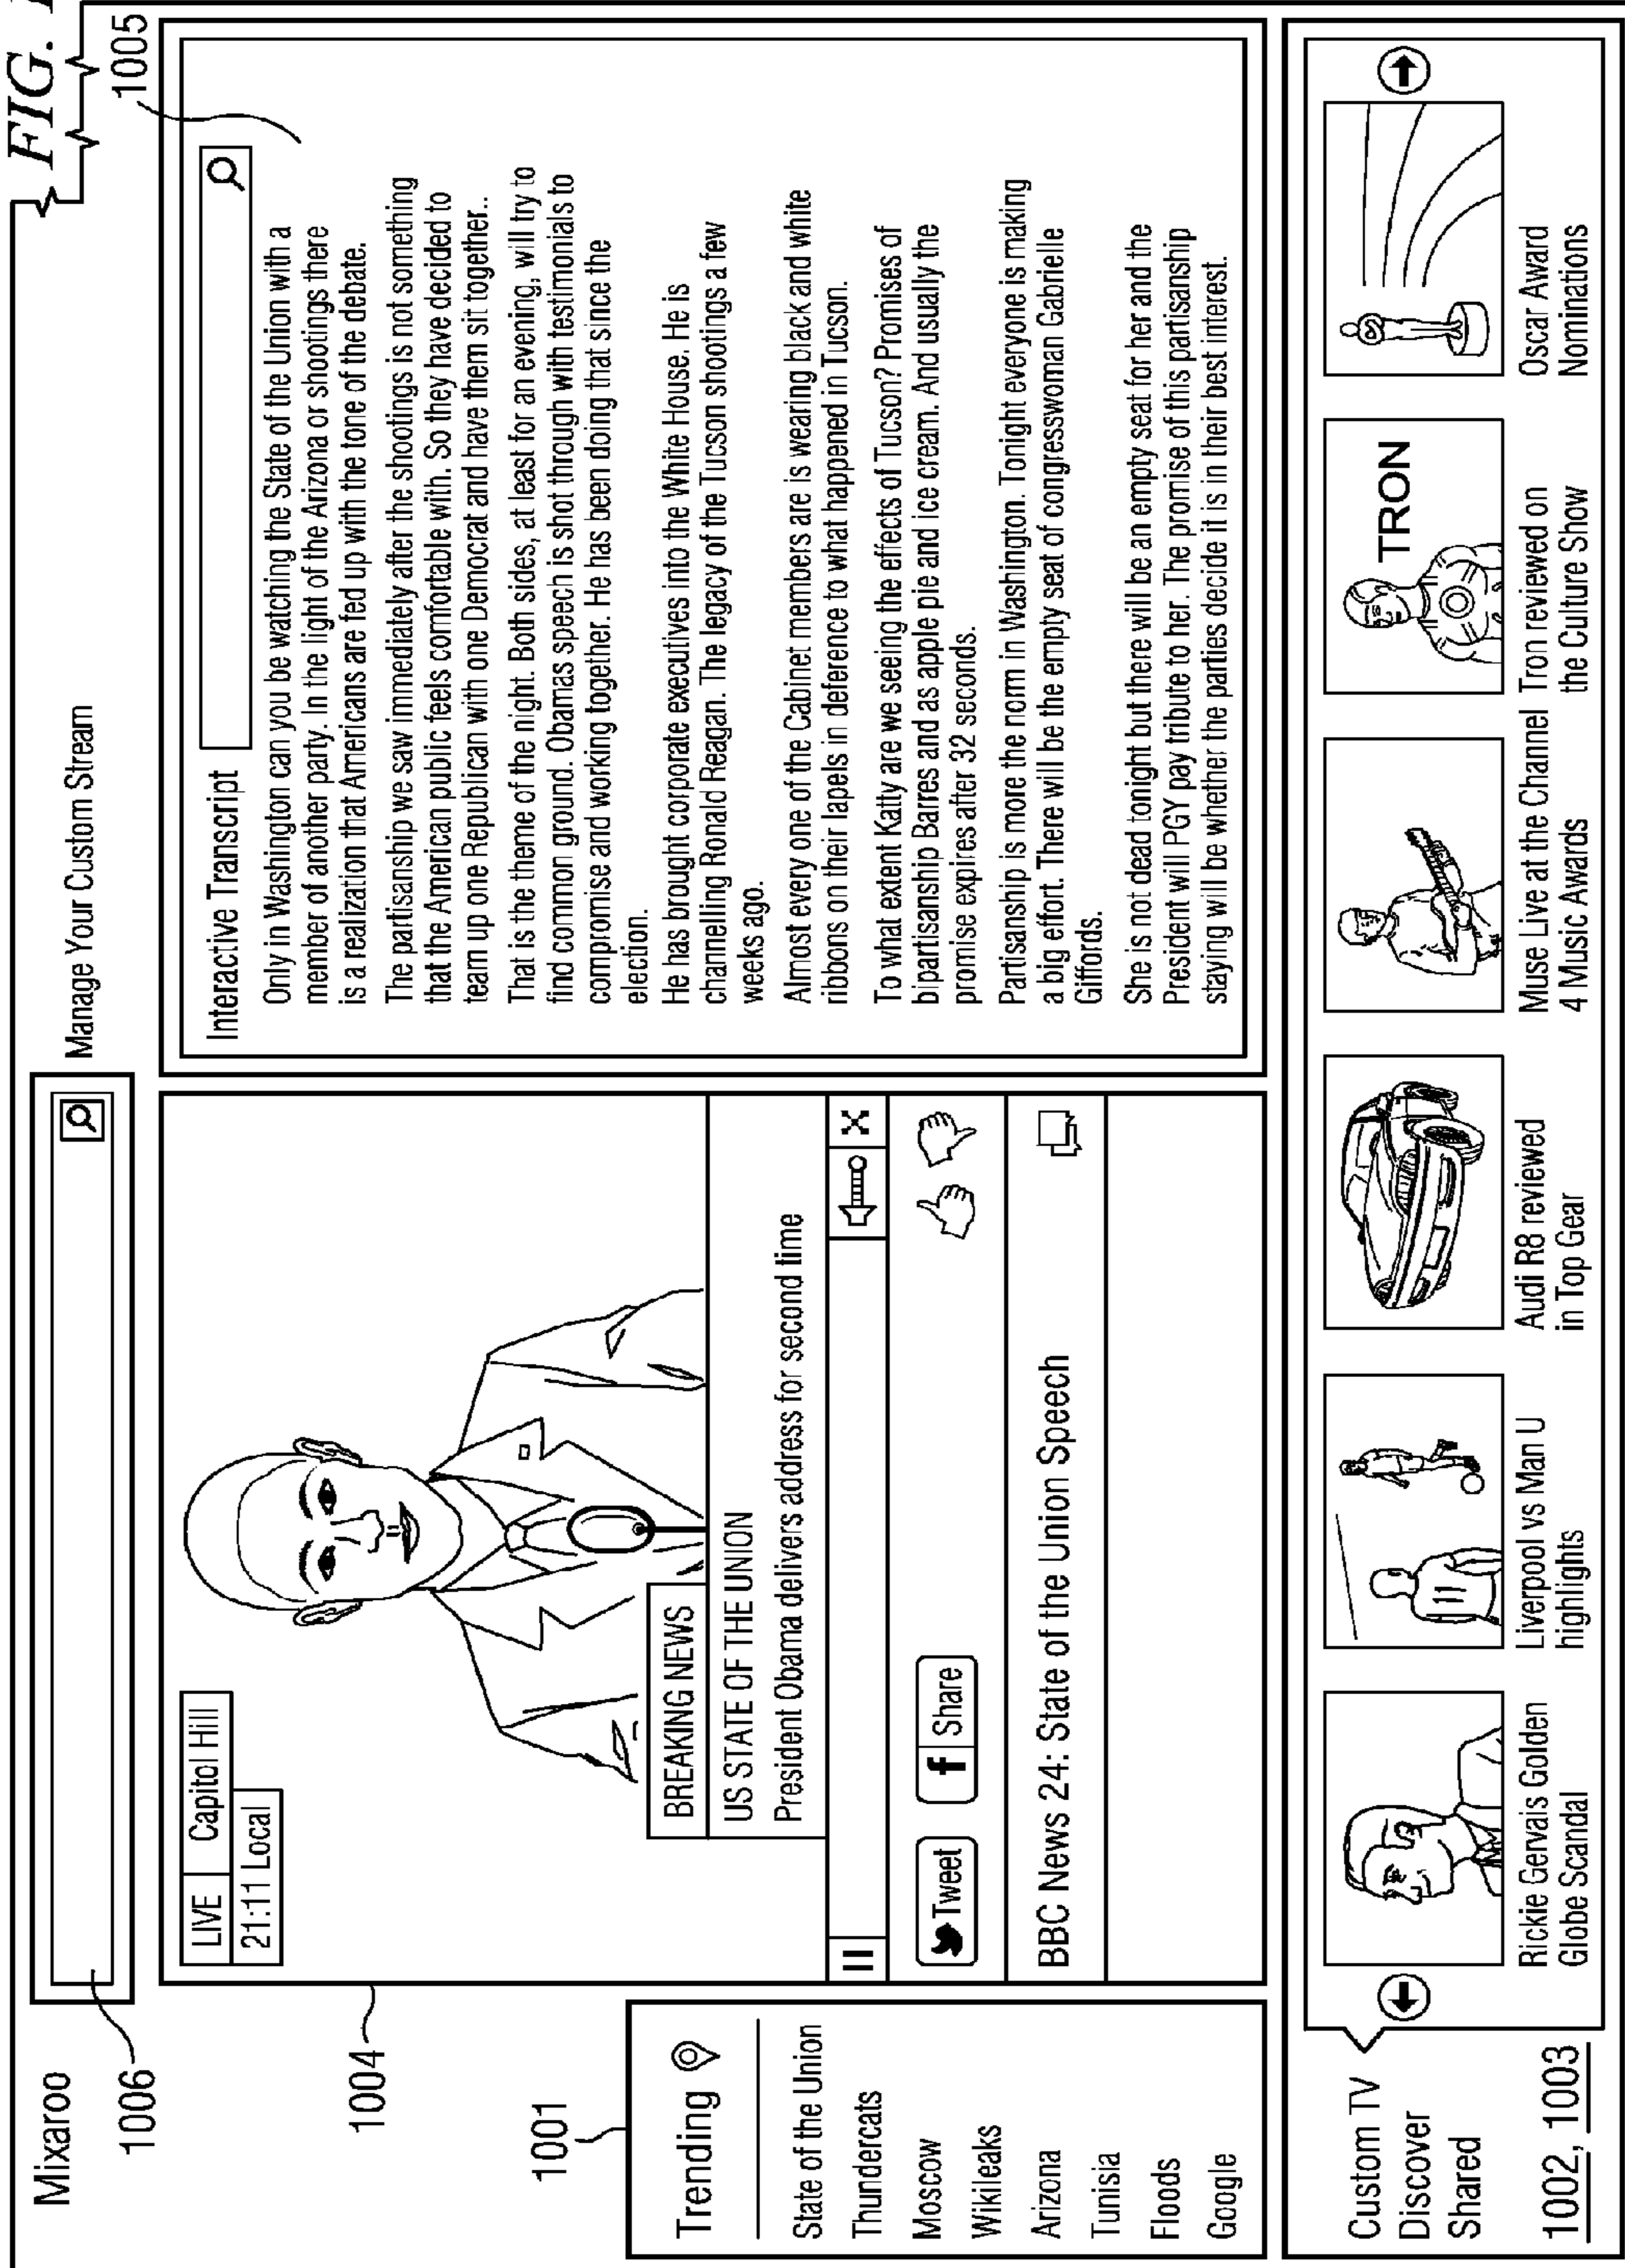 FIG.
Mixaroo
1006
Manage Your Custom Stream
1005
1004
LIVE Capitol Hill
21:11 Local
BREAKING NEWS
US STATE OF THE UNION
President Obama delivers address for second time
Tweet
f Share
BBC News 24: State of the Union Speech
Interactive Transcript
Only in Washington can you be watching the State of the Union with a
member of another party. In the light of the Arizona or shootings there
is a realization that Americans are fed up with the tone of the debate.
The partisanship we saw immediately after the shootings is not something
that the American public feels comfortable with. So they have decided to
team up one Republican with one Democrat and have them sit together..
That is the theme of the night. Both sides, at least for an evening, will try to
find common ground. Obamas speech is shot through with testimonials to
compromise and working together. He has been doing that since the
election.
He has brought corporate executives into the White House. He is
channelling Ronald Reagan. The legacy of the Tucson shootings a few
weeks ago.
Almost every one of the Cabinet members are is wearing black and white
ribbons on their lapels in deference to what happened in Tucson.
To what extent Katty are we seeing the effects of Tucson? Promises of
bipartisanship Barres and as apple pie and ice cream. And usually the
promise expires after 32 seconds.
Partisanship is more the norm in Washington. Tonight everyone is making
a big effort. There will be the empty seat of congresswoman Gabrielle
Giffords.
She is not dead tonight but there will be an empty seat for her and the
President will PGY pay tribute to her. The promise of this partisanship
staying will be whether the parties decide it is in their best interest.
1001
Trending
State of the Union
Thundercats
Moscow
Wikileaks
Arizona
Tunisia
Floods
Google
Custom TV
Discover
Shared
1002, 1003
Rickie Gervais Golden
Globe Scandal
11
Liverpool vs Man U
highlights
Audi R8 reviewed
in Top Gear
Muse Live at the Channel
4 Music Awards
TRON
Tron reviewed on
the Culture Show
Oscar Award
Nominations